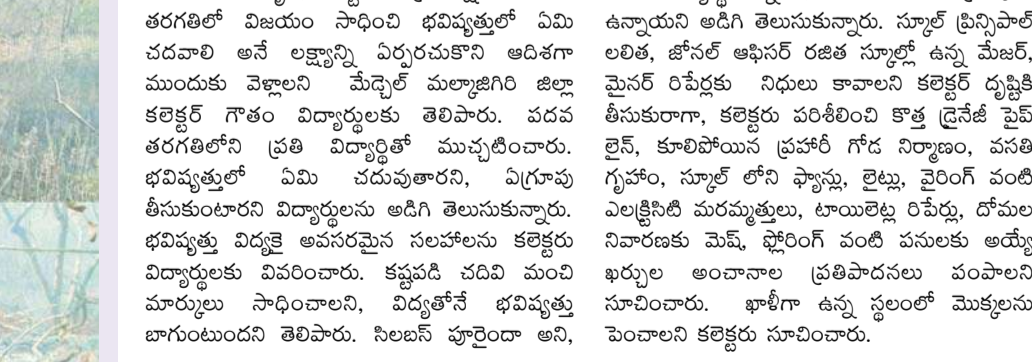 తరగతిలో విజయం సాధించి భవిష్యత్తులో ఏమి
చదవాలి అనే లక్ష్యాన్ని ఏర్పరచుకొని ఆదిశగా
ముందుకు వెళ్లాలని మేడ్చెల్ మల్కాజిగిరి జిల్లా
కలెక్టర్ గౌతం విద్యార్థులకు తెలిపారు. పదవ
తరగతిలోని ప్రతి విద్యార్థితో ముచ్చటించారు.
భవిష్యత్తులో ఏమి చదువుతారని, ఏగ్రూపు
తీసుకుంటారని విద్యార్థులను అడిగి తెలుసుకున్నారు.
భవిష్యత్తు విద్యకై అవసరమైన సలహాలను కలెక్టరు
విద్యార్థులకు వివరించారు. కష్టపడి చదివి మంచి
మార్కులు సాధించాలని, విద్యతోనే భవిష్యత్తు
బాగుంటుందని తెలిపారు. సిలబస్ పూరైందా అని,
ఉన్నాయని అడిగి తెలుసుకున్నారు. స్కూల్ ప్రిన్సిపాల్
లలిత, జోనల్ ఆఫిసర్ రజిత స్కూల్లో ఉన్న మేజర్,
మైనర్ రిపేర్లకు నిధులు కావాలని కలెక్టర్ దృష్టికి
తీసుకురాగా, కలెక్టరు పరిశీలించి కొత్త డ్రైనేజీ పైప్
లైన్, కూలిపోయిన ప్రహారీ గోడ నిర్మాణం, వసతి
గృహాం, స్కూల్ లోని ఫ్యాన్లు, లైట్లు, వైరింగ్ వంటి
ఎలక్ట్రిసిటి మరమ్మత్తులు, టాయిలెట్ల రిపేర్లు, దోమల
నివారణకు మెష్, ఫ్లోరింగ్ వంటి పనులకు అయ్యే
ఖర్చుల అంచానాల ప్రతిపాదనలు పంపాలని
సూచించారు. ఖాళీగా ఉన్న స్థలంలో మొక్కలను
పెంచాలని కలెక్టరు సూచించారు.